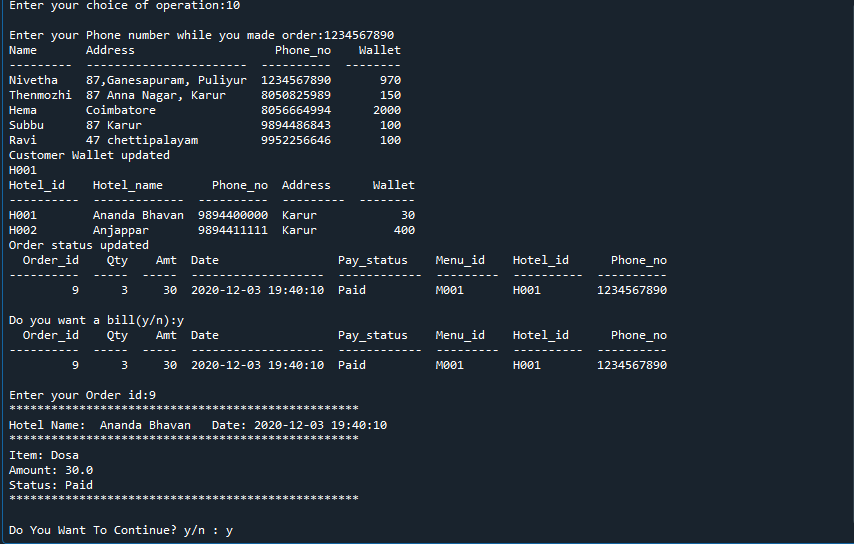 Enter your choice of operation:10
Enter your Phone number while you made order:1234567890
Name       Address                    Phone_no    Wallet
---------  -----------------------  ----------  --------
Nivetha    87,Ganesapuram, Puliyur  1234567890       970
Thenmozhi  87 Anna Nagar, Karur     8050825989       150
Hema       Coimbatore               8056664994      2000
Subbu      87 Karur                 9894486843       100
Ravi       47 chettipalayam         9952256646       100
Customer Wallet updated
H001
Hotel_id    Hotel_name       Phone_no  Address      Wallet
----------  -------------  ----------  ---------  --------
H001        Ananda Bhavan  9894400000  Karur            30
H002        Anjappar       9894411111  Karur           400
Order status updated
  Order_id    Qty    Amt  Date                 Pay_status    Menu_id    Hotel_id      Phone_no
----------  -----  -----  -------------------  ------------  ---------  ----------  ----------
         9      3     30  2020-12-03 19:40:10  Paid          M001       H001        1234567890
Do you want a bill(y/n):y
  Order_id    Qty    Amt  Date                 Pay_status    Menu_id    Hotel_id      Phone_no
----------  -----  -----  -------------------  ------------  ---------  ----------  ----------
         9      3     30  2020-12-03 19:40:10  Paid          M001       H001        1234567890
Enter your Order id:9
**************************************************
Hotel Name:  Ananda Bhavan   Date: 2020-12-03 19:40:10
**************************************************
Item: Dosa
Amount: 30.0
Status: Paid
**************************************************
Do You Want To Continue? y/n : y